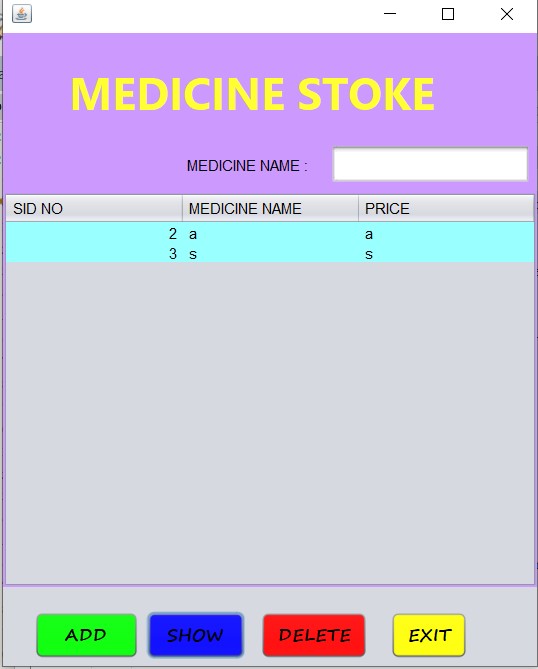 MEDICINE STOKE
MEDICINE NAME :
SID NO MEDICINE NAME PRICE
2 a a
3 s s
ADD SHOW DELETE EXIT